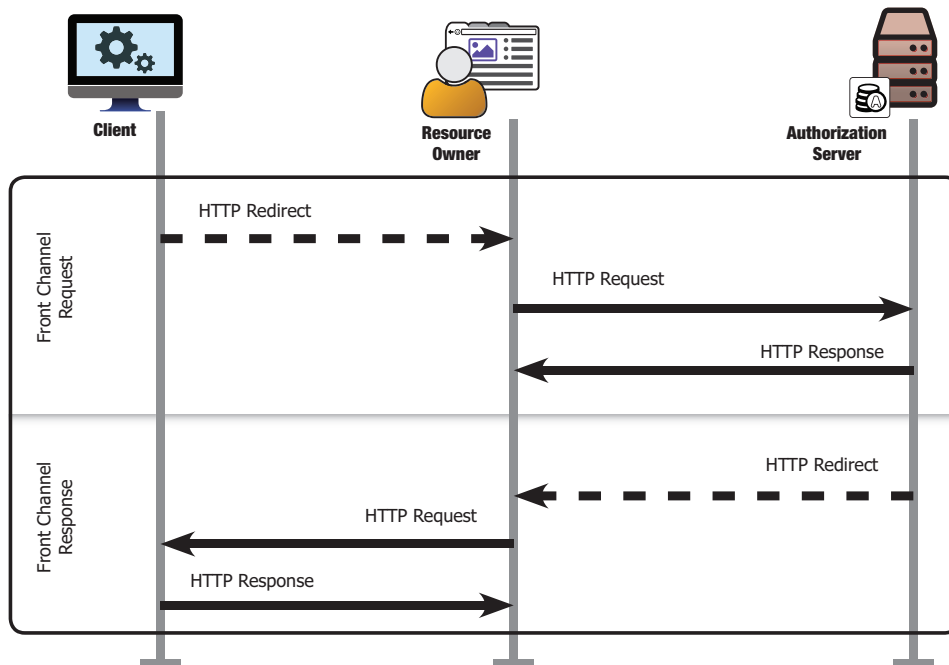 Client
Resource
Owner
Authorization
Server
Front Channel
Request
HTTP Redirect
HTTP Request
HTTP Response
Front Channel
Response
HTTP Redirect
HTTP Request
HTTP Response
A